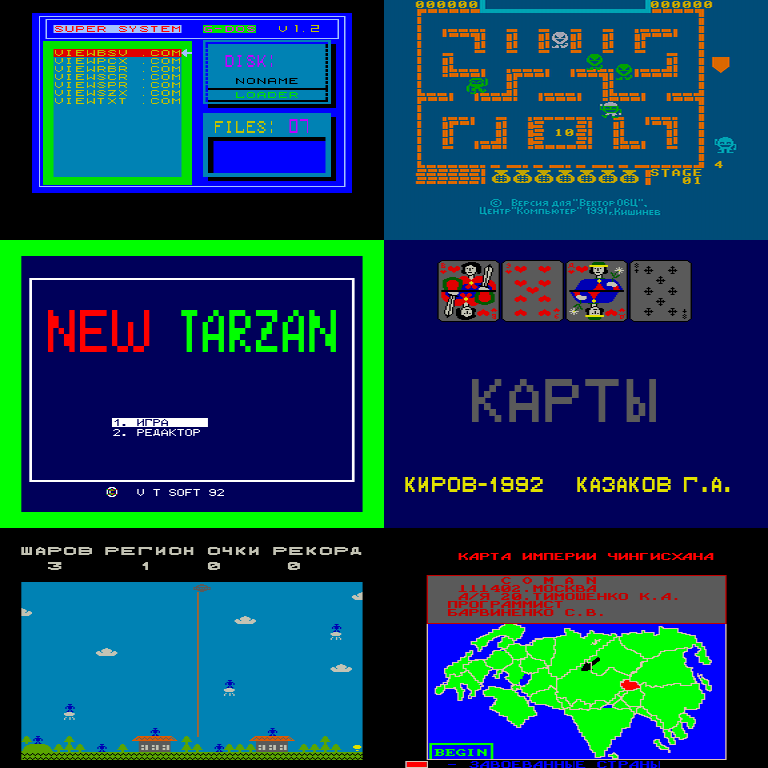 SUPER SYSTEM V 1.2
VIEWBSV .COM
VIEWPCX .COM
VIEWRBR .COM
VIEWSCR .COM
VIEWSPR .COM
VIEWSZX .COM
VIEWTXT .COM
DISK
NONAME
LOADER
FILES: 07
000000 000000
10
4
STAGE
01
© Версия для "Вектор 06Ц",
Центр "Компьютер" 1991,Кишинев
NEW TARZAN
1. ИГРА
2. РЕДАКТОР
© V T SOFT 92
КАРТЫ
КИРОВ-1992 КАЗАКОВ Г.А.
ШАРОВ РЕГИОН ОЧКИ РЕКОРД
3 1 0 0
КАРТА ИМПЕРИИ ЧИНГИСХАНА
C O M A N
111402.МОСКВА
А/Я 20.ТИМОШЕНКО К.А.
ПРОГРАММИСТ
БАРВИНЕНКО С.В.
BEGIN
- ЗАВОЕВАННЫЕ СТРАНЫ